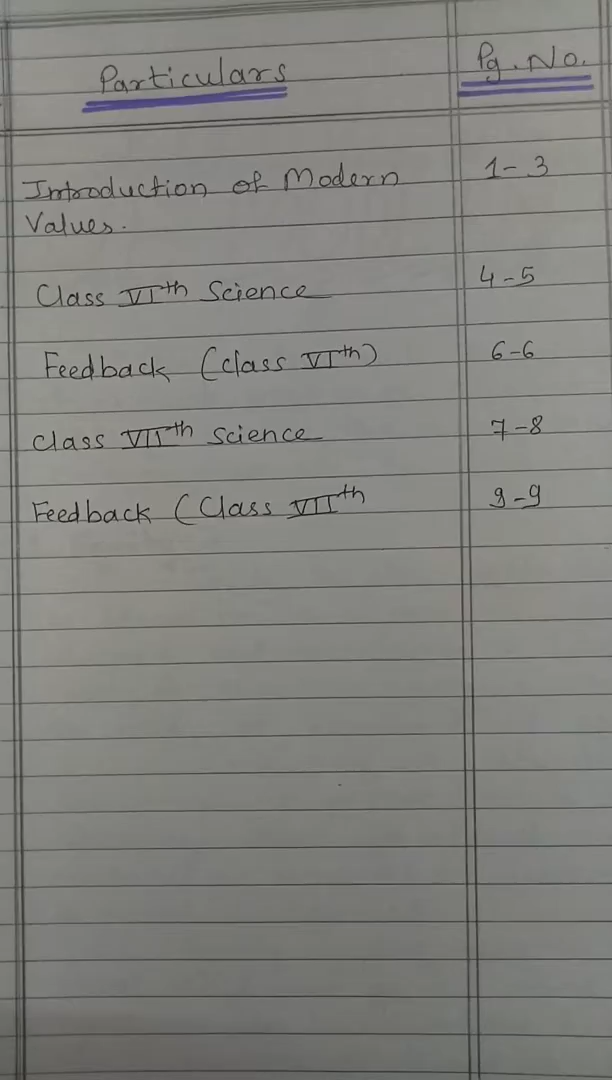 Particulars Pg. No.
Introduction of Modern 1-3
Values.
Class VIth Science 4-5
Feedback (class VIth) 6-6
Class VIIth Science 7-8
Feedback (Class VIIth 9-9